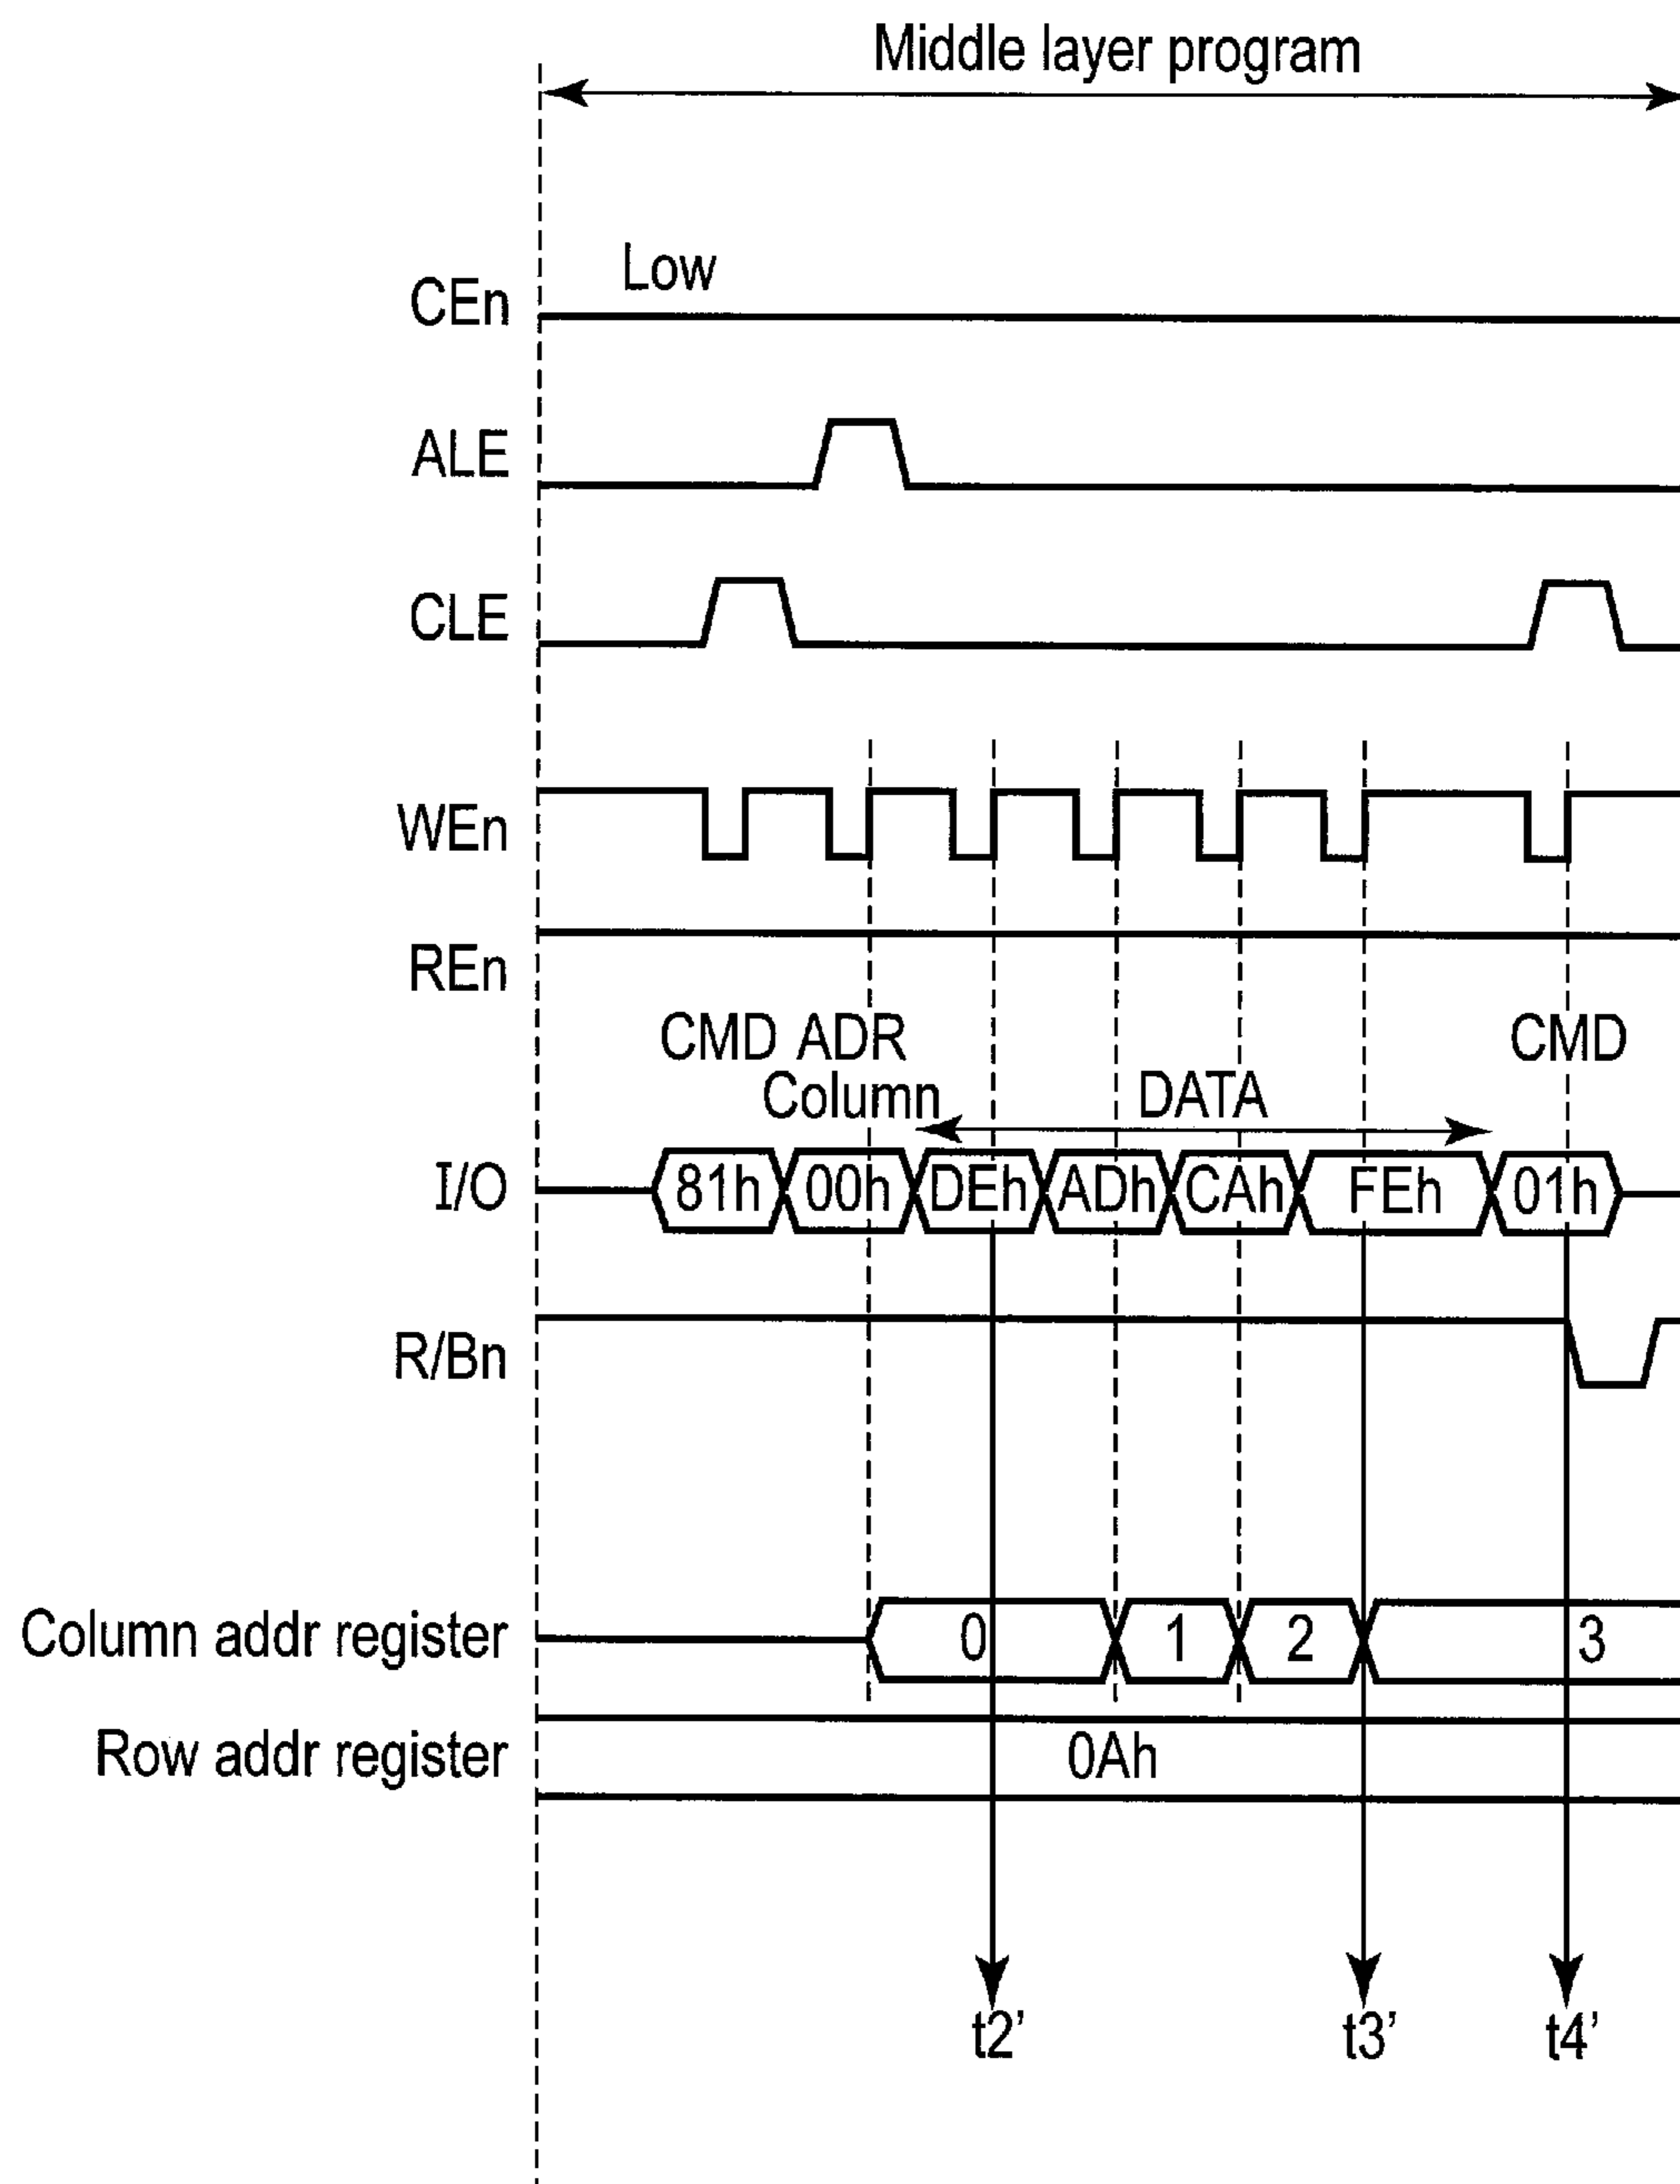 Middle layer program
Low
CEn
ALE
CLE
WEn
REn
CMD ADR CMD
Column DATA
I/O 81h 00h DEh ADh CAh FEh 01h
R/Bn
Column addr register 0 1 2 3
Row addr register 0Ah
t2' t3' t4'